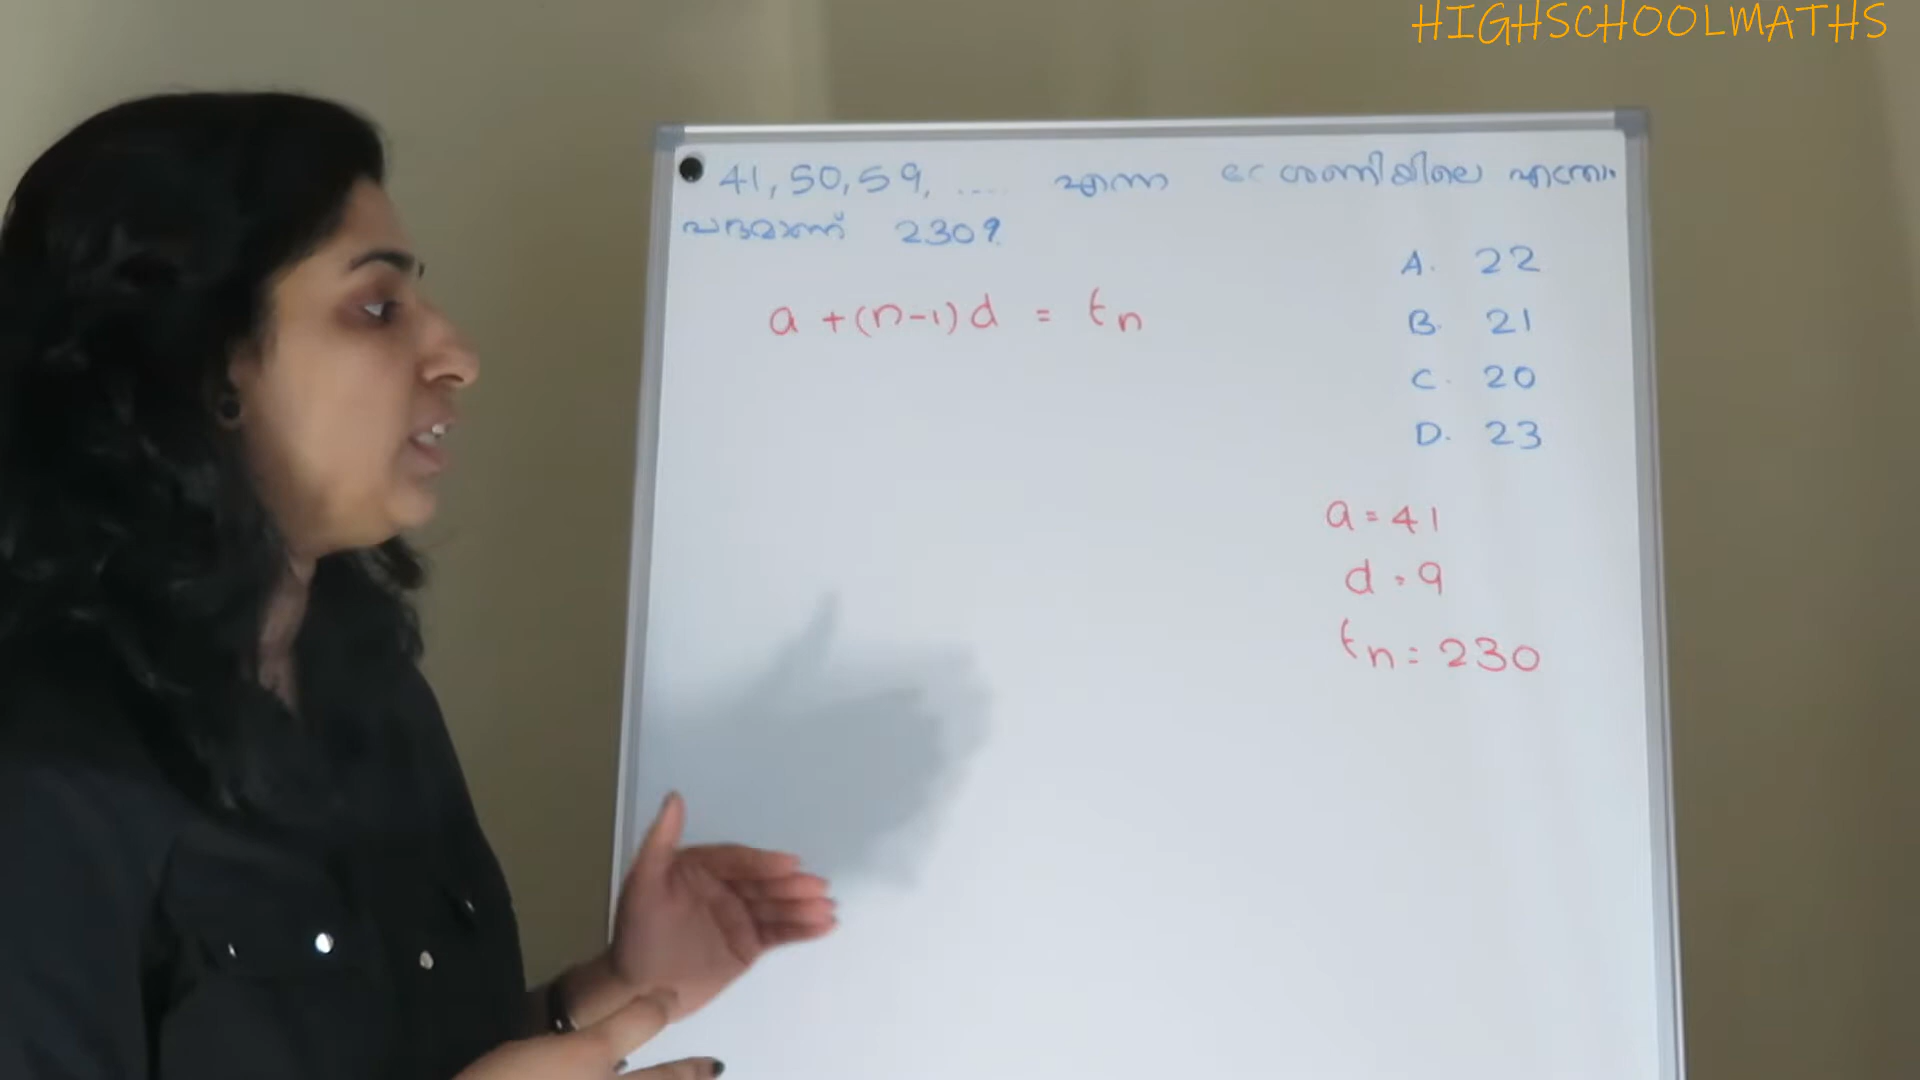 HIGHSCHOOLMATHS
41, 50, 59, .... എന്ന ശ്രേണിയിലെ എത്രാം
പദമാണ് 230?
A. 22
B. 21
C. 20
D. 23
a + (n-1) d = tn
a = 41
d = 9
tn = 230